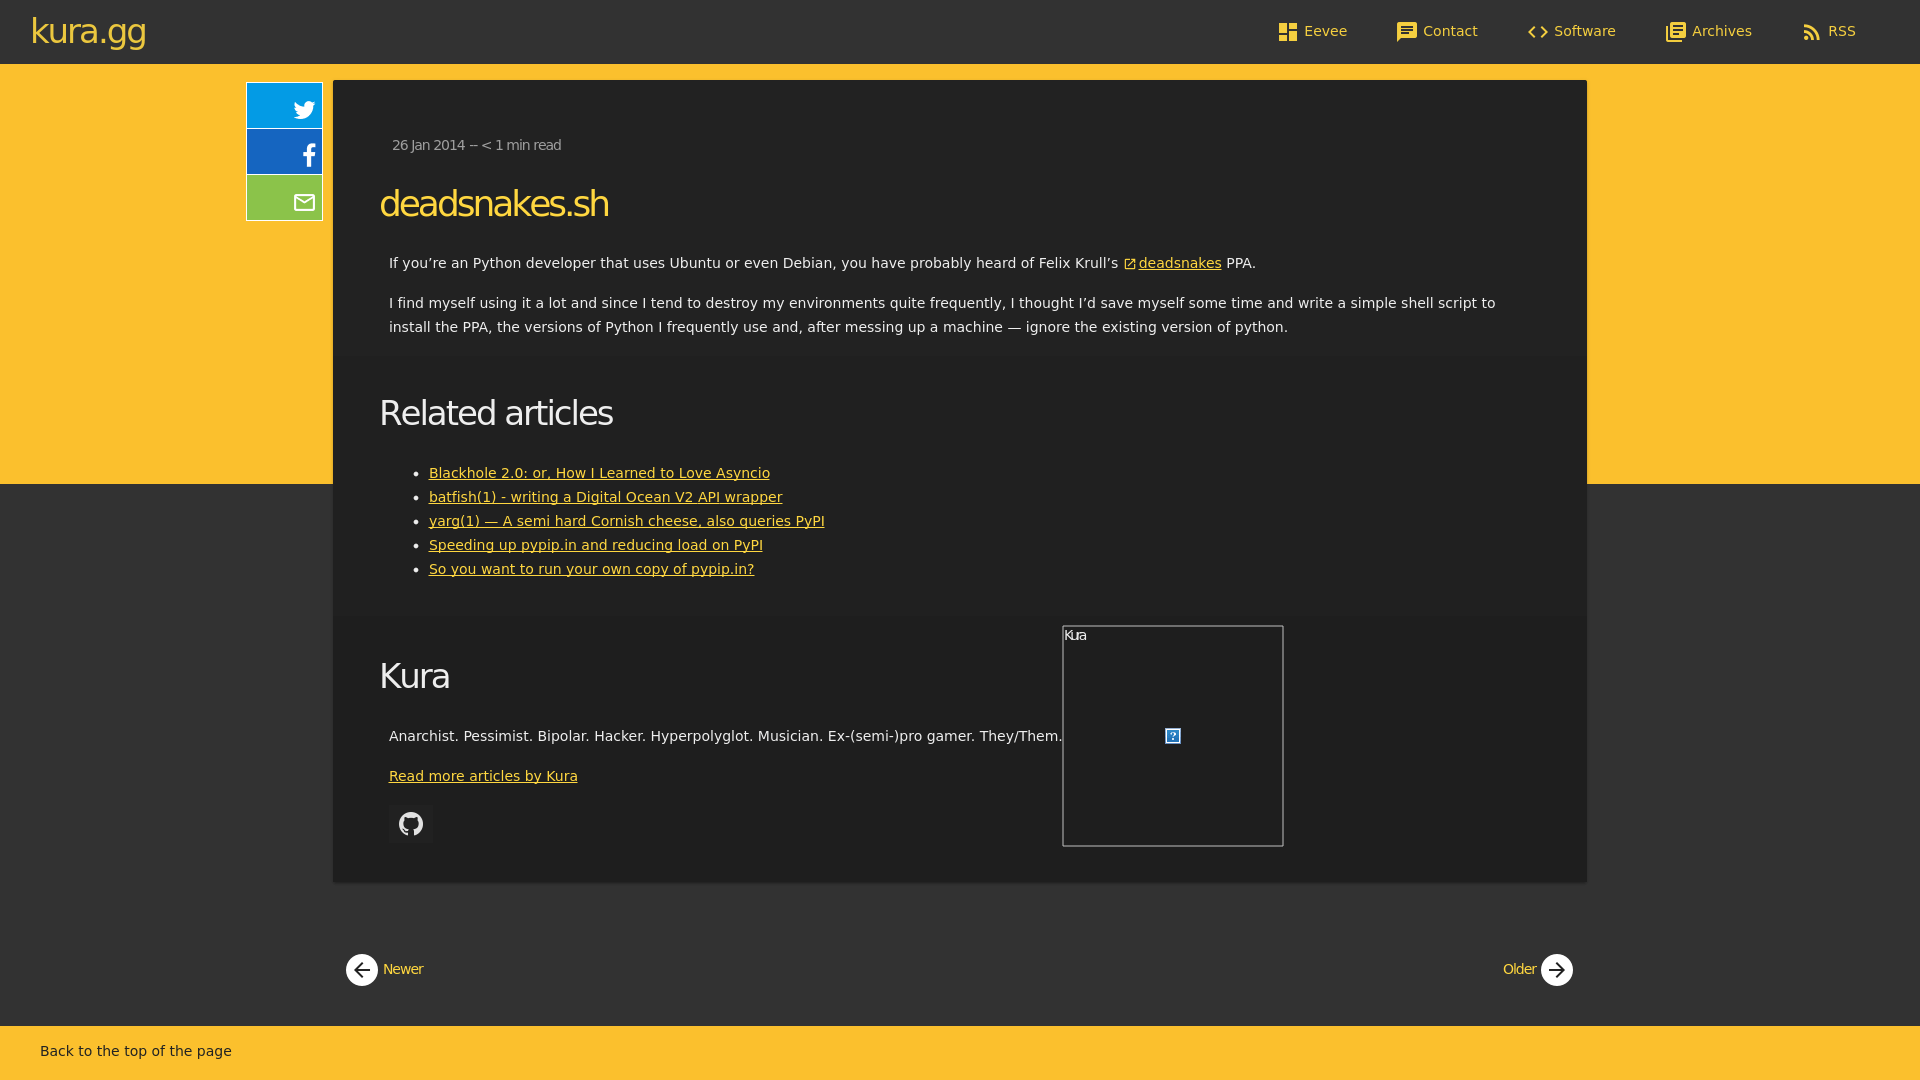 kura.gg
Eevee
Contact
Software
Archives
RSS
26 Jan 2014 -- < 1 min read
deadsnakes.sh
If you’re an Python developer that uses Ubuntu or even Debian, you have probably heard of Felix Krull’s deadsnakes PPA.
I find myself using it a lot and since I tend to destroy my environments quite frequently, I thought I’d save myself some time and write a simple shell script to
install the PPA, the versions of Python I frequently use and, after messing up a machine — ignore the existing version of python.
Related articles
Blackhole 2.0: or, How I Learned to Love Asyncio
batfish(1) - writing a Digital Ocean V2 API wrapper
yarg(1) — A semi hard Cornish cheese, also queries PyPI
Speeding up pypip.in and reducing load on PyPI
So you want to run your own copy of pypip.in?
Kura
Kura
Anarchist. Pessimist. Bipolar. Hacker. Hyperpolyglot. Musician. Ex-(semi-)pro gamer. They/Them.
Read more articles by Kura
Newer
Older
Back to the top of the page